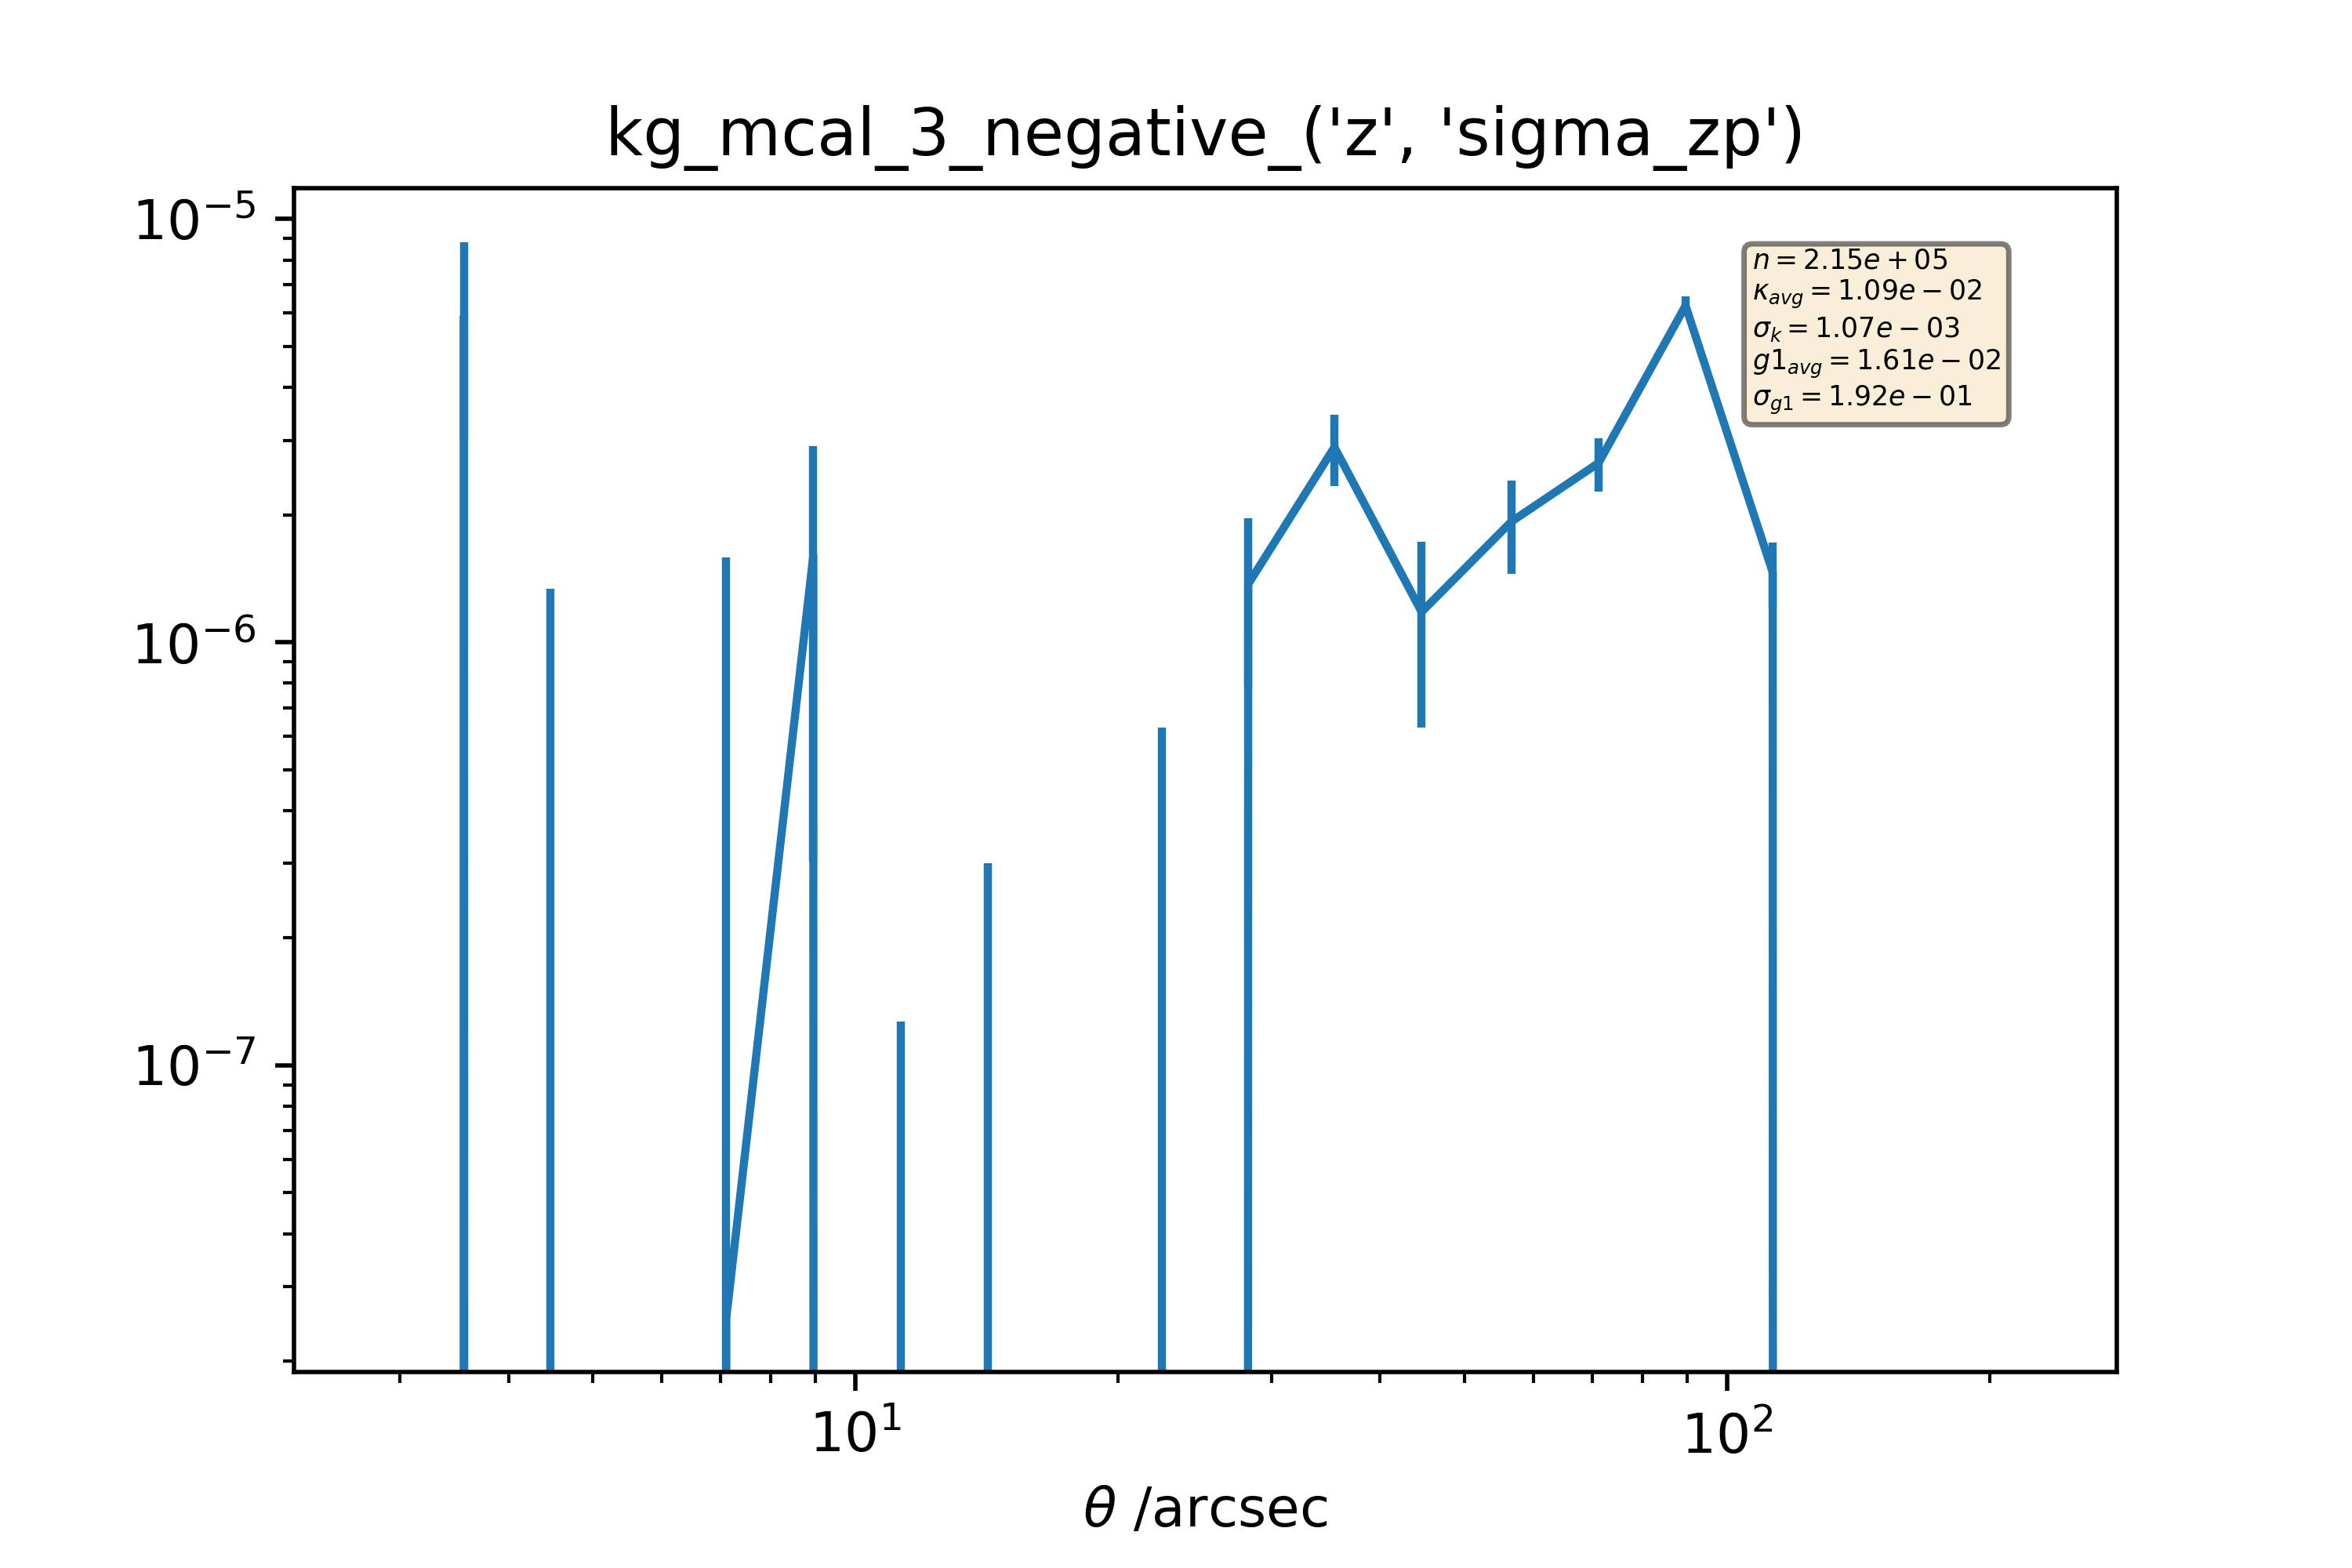 kg_mcal_3_negative_('z', 'sigma_zp')
10⁻⁵
10⁻⁶
10⁻⁷
n = 2.15e + 05
κ_avg = 1.09e − 02
σ_k = 1.07e − 03
g1_avg = 1.61e − 02
σ_g1 = 1.92e − 01
10¹
10²
θ /arcsec